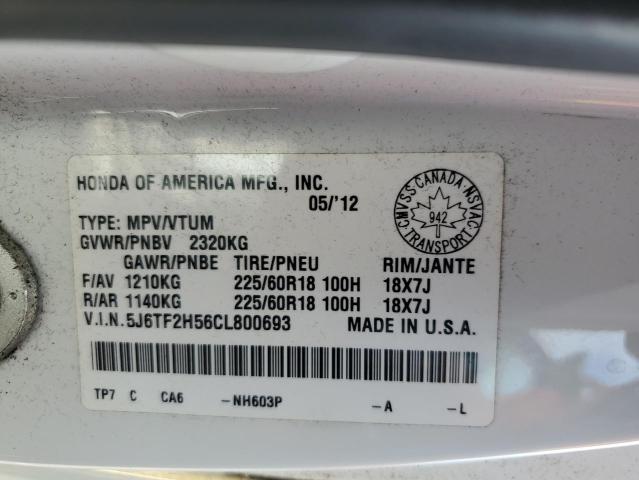 HONDA OF AMERICA MFG., INC.
05/'12
TYPE: MPV/VTUM
GVWR/PNBV 2320KG
GAWR/PNBE TIRE/PNEU RIM/JANTE
F/AV 1210KG 225/60R18 100H 18X7J
R/AR 1140KG 225/60R18 100H 18X7J
V.I.N.5J6TF2H56CL800693 MADE IN U.S.A.
CMVSS CANADA-NSVAC
942
TRANSPORT
TP7 C CA6 -NH603P -A -L